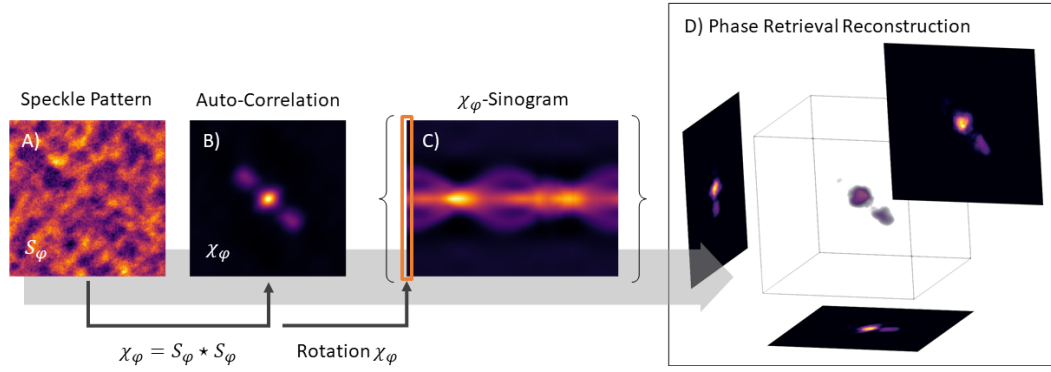 D) Phase Retrieval Reconstruction
Speckle Pattern
Auto-Correlation
χφ-Sinogram
A)
B)
C)
Sφ
χφ
χφ = Sφ ⋆ Sφ
Rotation χφ